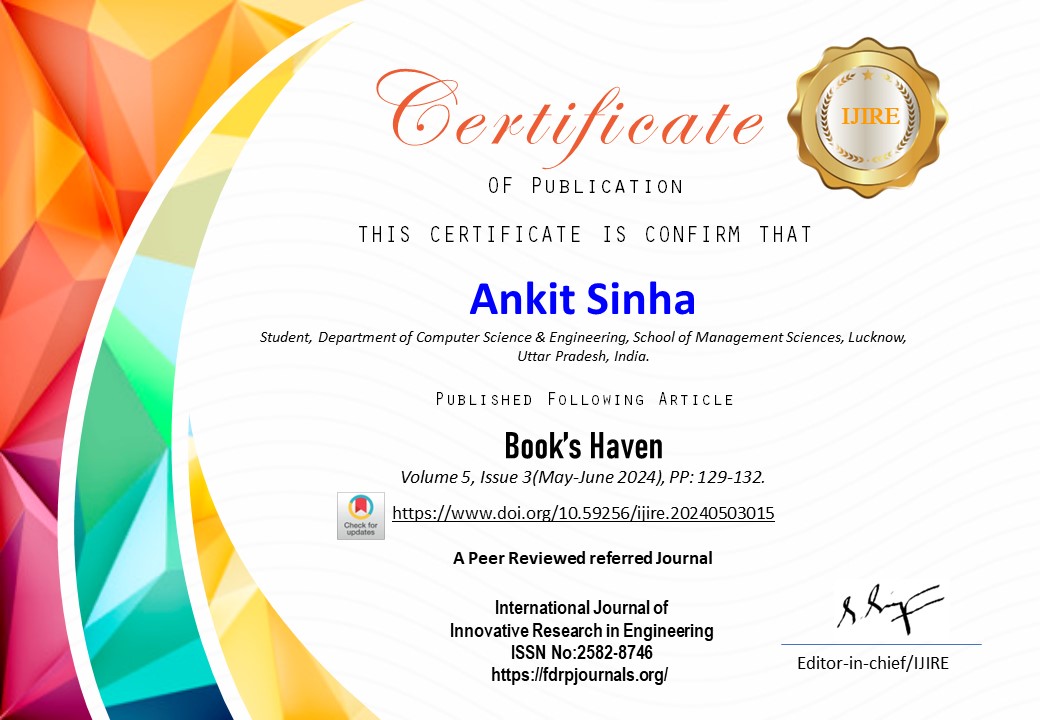 Certificate
IJIRE
OF PUBLICATION
THIS CERTIFICATE IS CONFIRM THAT
Ankit Sinha
Student, Department of Computer Science & Engineering, School of Management Sciences, Lucknow,
Uttar Pradesh, India.
PUBLISHED FOLLOWING ARTICLE
Book's Haven
Volume 5, Issue 3(May-June 2024), PP: 129-132.
Check for
updates
https://www.doi.org/10.59256/ijire.20240503015
A Peer Reviewed referred Journal
International Journal of
Innovative Research in Engineering
ISSN No:2582-8746
https://fdrpjournals.org/
Editor-in-chief/IJIRE